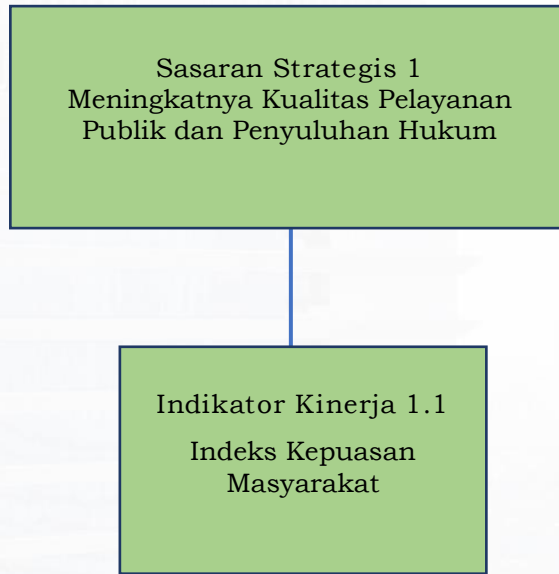 Sasaran Strategis 1
Meningkatnya Kualitas Pelayanan
Publik dan Penyuluhan Hukum
Indikator Kinerja 1.1
Indeks Kepuasan
Masyarakat